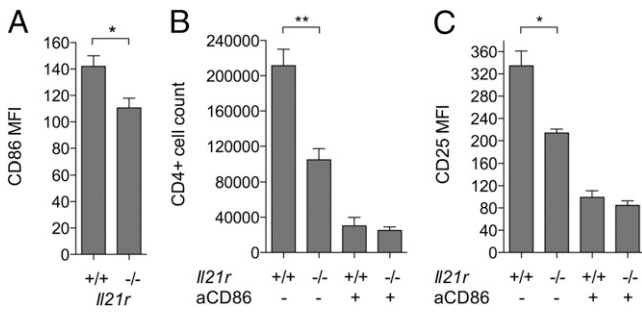 A
*
CD86 MFI
160
140
120
100
80
60
40
20
0
+/+ -/-
Il21r
B
**
CD4+ cell count
240000
200000
160000
120000
80000
40000
0
Il21r +/+ -/- +/+ -/-
aCD86 - - + +
C
*
CD25 MFI
360
320
280
240
200
160
120
80
40
0
Il21r +/+ -/- +/+ -/-
aCD86 - - + +